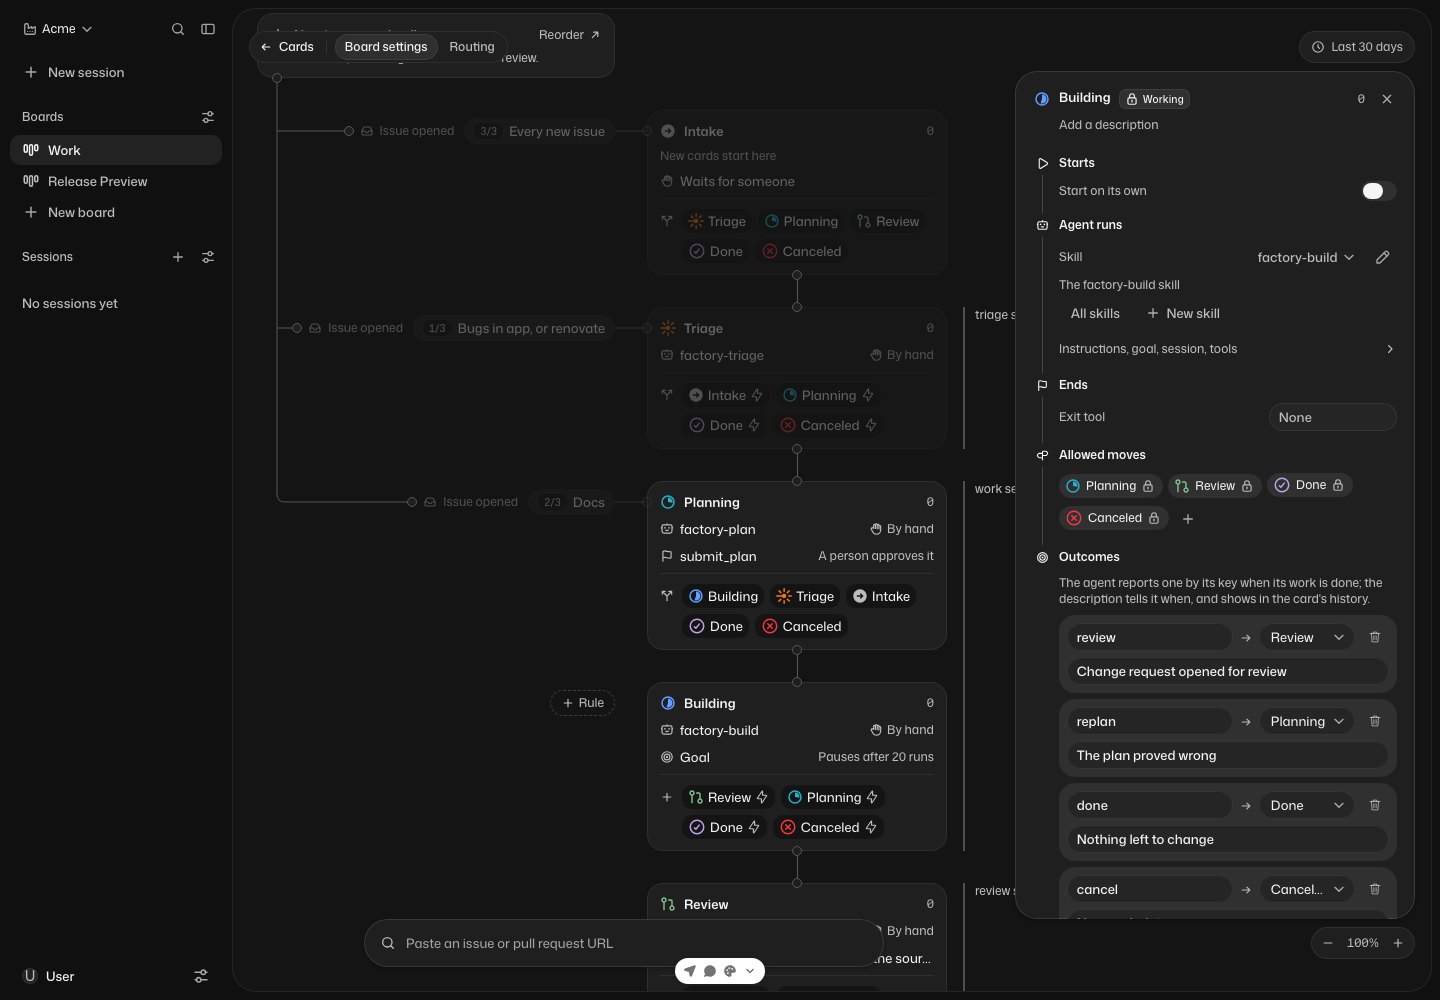 Acme
New session
Boards
Work
Release Preview
New board
Sessions
No sessions yet
User
Cards
Board settings
Routing
Reorder
review.
Last 30 days
Issue opened
3/3
Every new issue
Intake
0
New cards start here
Waits for someone
Triage
Planning
Review
Done
Canceled
Issue opened
1/3
Bugs in app, or renovate
Triage
0
factory-triage
By hand
Intake
Planning
Done
Canceled
triage
Issue opened
2/3
Docs
Planning
0
factory-plan
By hand
submit_plan
A person approves it
Building
Triage
Intake
Done
Canceled
work
Rule
Building
0
factory-build
By hand
Goal
Pauses after 20 runs
Review
Planning
Done
Canceled
review
Review
0
By hand
Paste an issue or pull request URL
Building
Working
0
Add a description
Starts
Start on its own
Agent runs
Skill
factory-build
The factory-build skill
All skills
New skill
Instructions, goal, session, tools
Ends
Exit tool
None
Allowed moves
Planning
Review
Done
Canceled
Outcomes
The agent reports one by its key when its work is done; the
description tells it when, and shows in the card's history.
review
Review
Change request opened for review
replan
Planning
The plan proved wrong
done
Done
Nothing left to change
cancel
Cancel...
100%